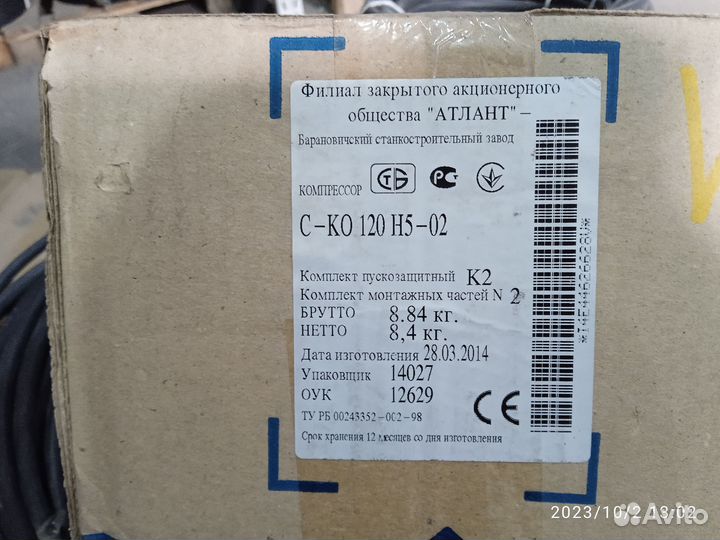 Филиал закрытого акционерного
общества "АТЛАНТ"-
Барановичский станкостроительный завод
КОМПРЕССОР
С-КО 120 Н5-02
Комплект пускозащитный К2
Комплект монтажных частей N 2
БРУТТО 8.84 кг.
НЕТТО 8,4 кг.
Дата изготовления 28.03.2014
Упаковщик 14027
ОУК 12629
ТУ РБ 00243352-002-98
Срок хранения 12 месяцев со дня изготовления
CE
2023/10/2 13:02
Avito